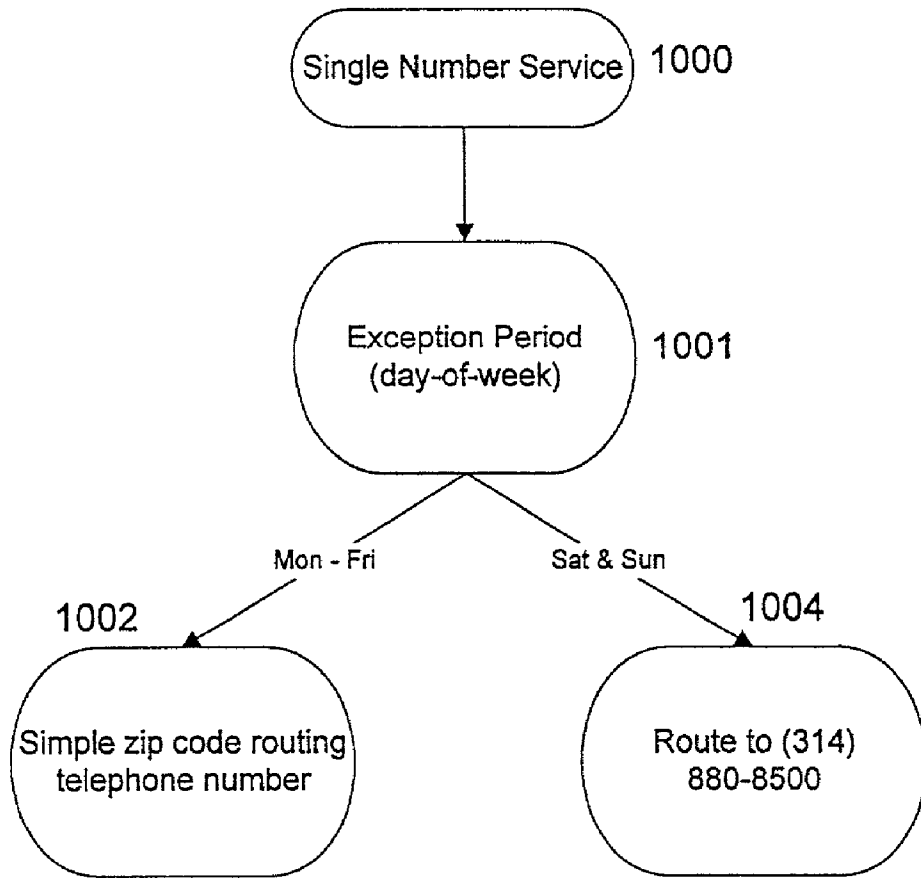 Single Number Service
1000
Exception Period
(day-of-week)
1001
Mon - Fri
Sat & Sun
1002
1004
Simple zip code routing
telephone number
Route to (314)
880-8500